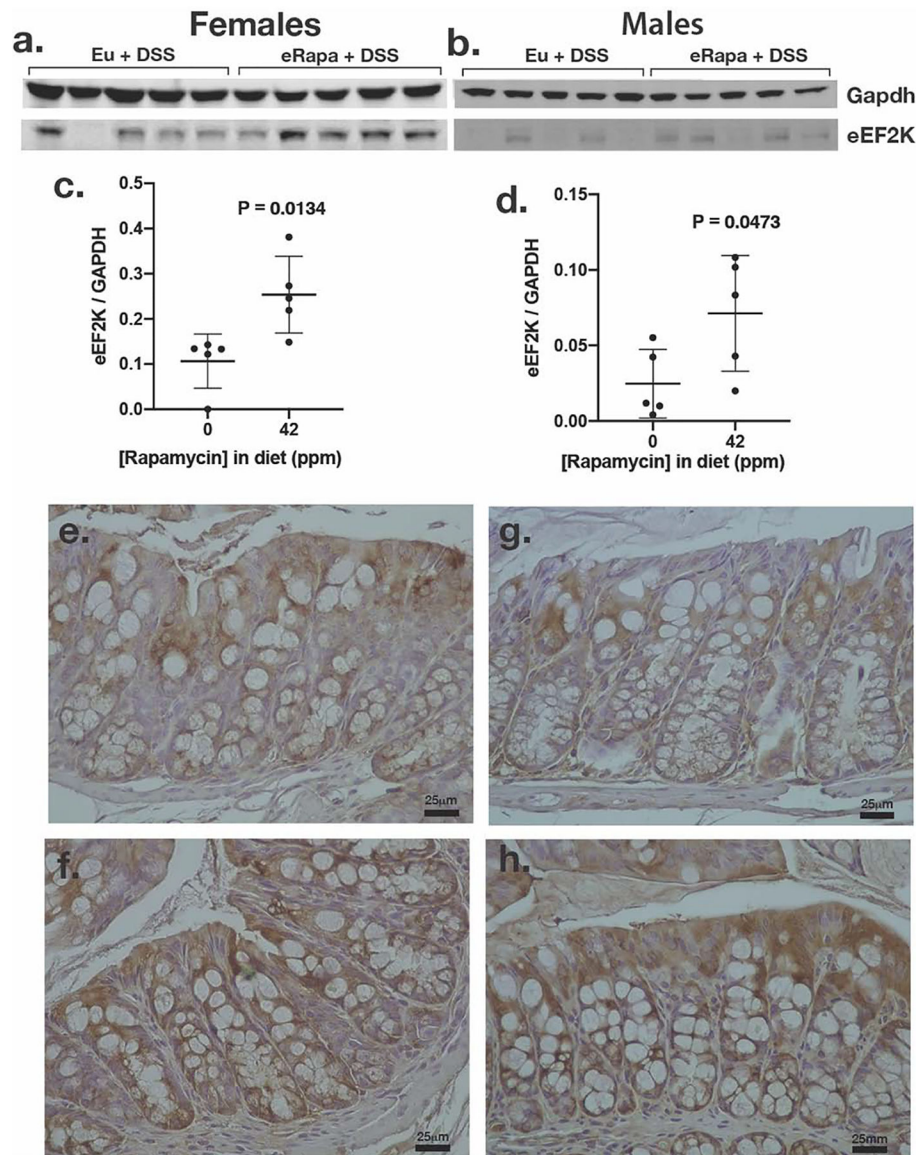 Females
Males
a.
Eu + DSS
eRapa + DSS
b.
Eu + DSS
eRapa + DSS
Gapdh
eEF2K
c.
0.5
0.4
0.3
0.2
0.1
0.0
eEF2K / GAPDH
P = 0.0134
0
42
[Rapamycin] in diet (ppm)
d.
0.15
0.10
0.05
0.00
eEF2K / GAPDH
P = 0.0473
0
42
[Rapamycin] in diet (ppm)
e.
25µm
g.
25µm
f.
25µm
h.
25mm